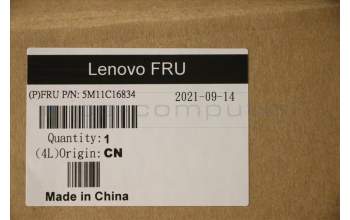 Lenovo FRU
(P)FRU P/N: 5M11C16834
2021-09-14
Quantity: 1
(4L)Origin: CN
Made in China